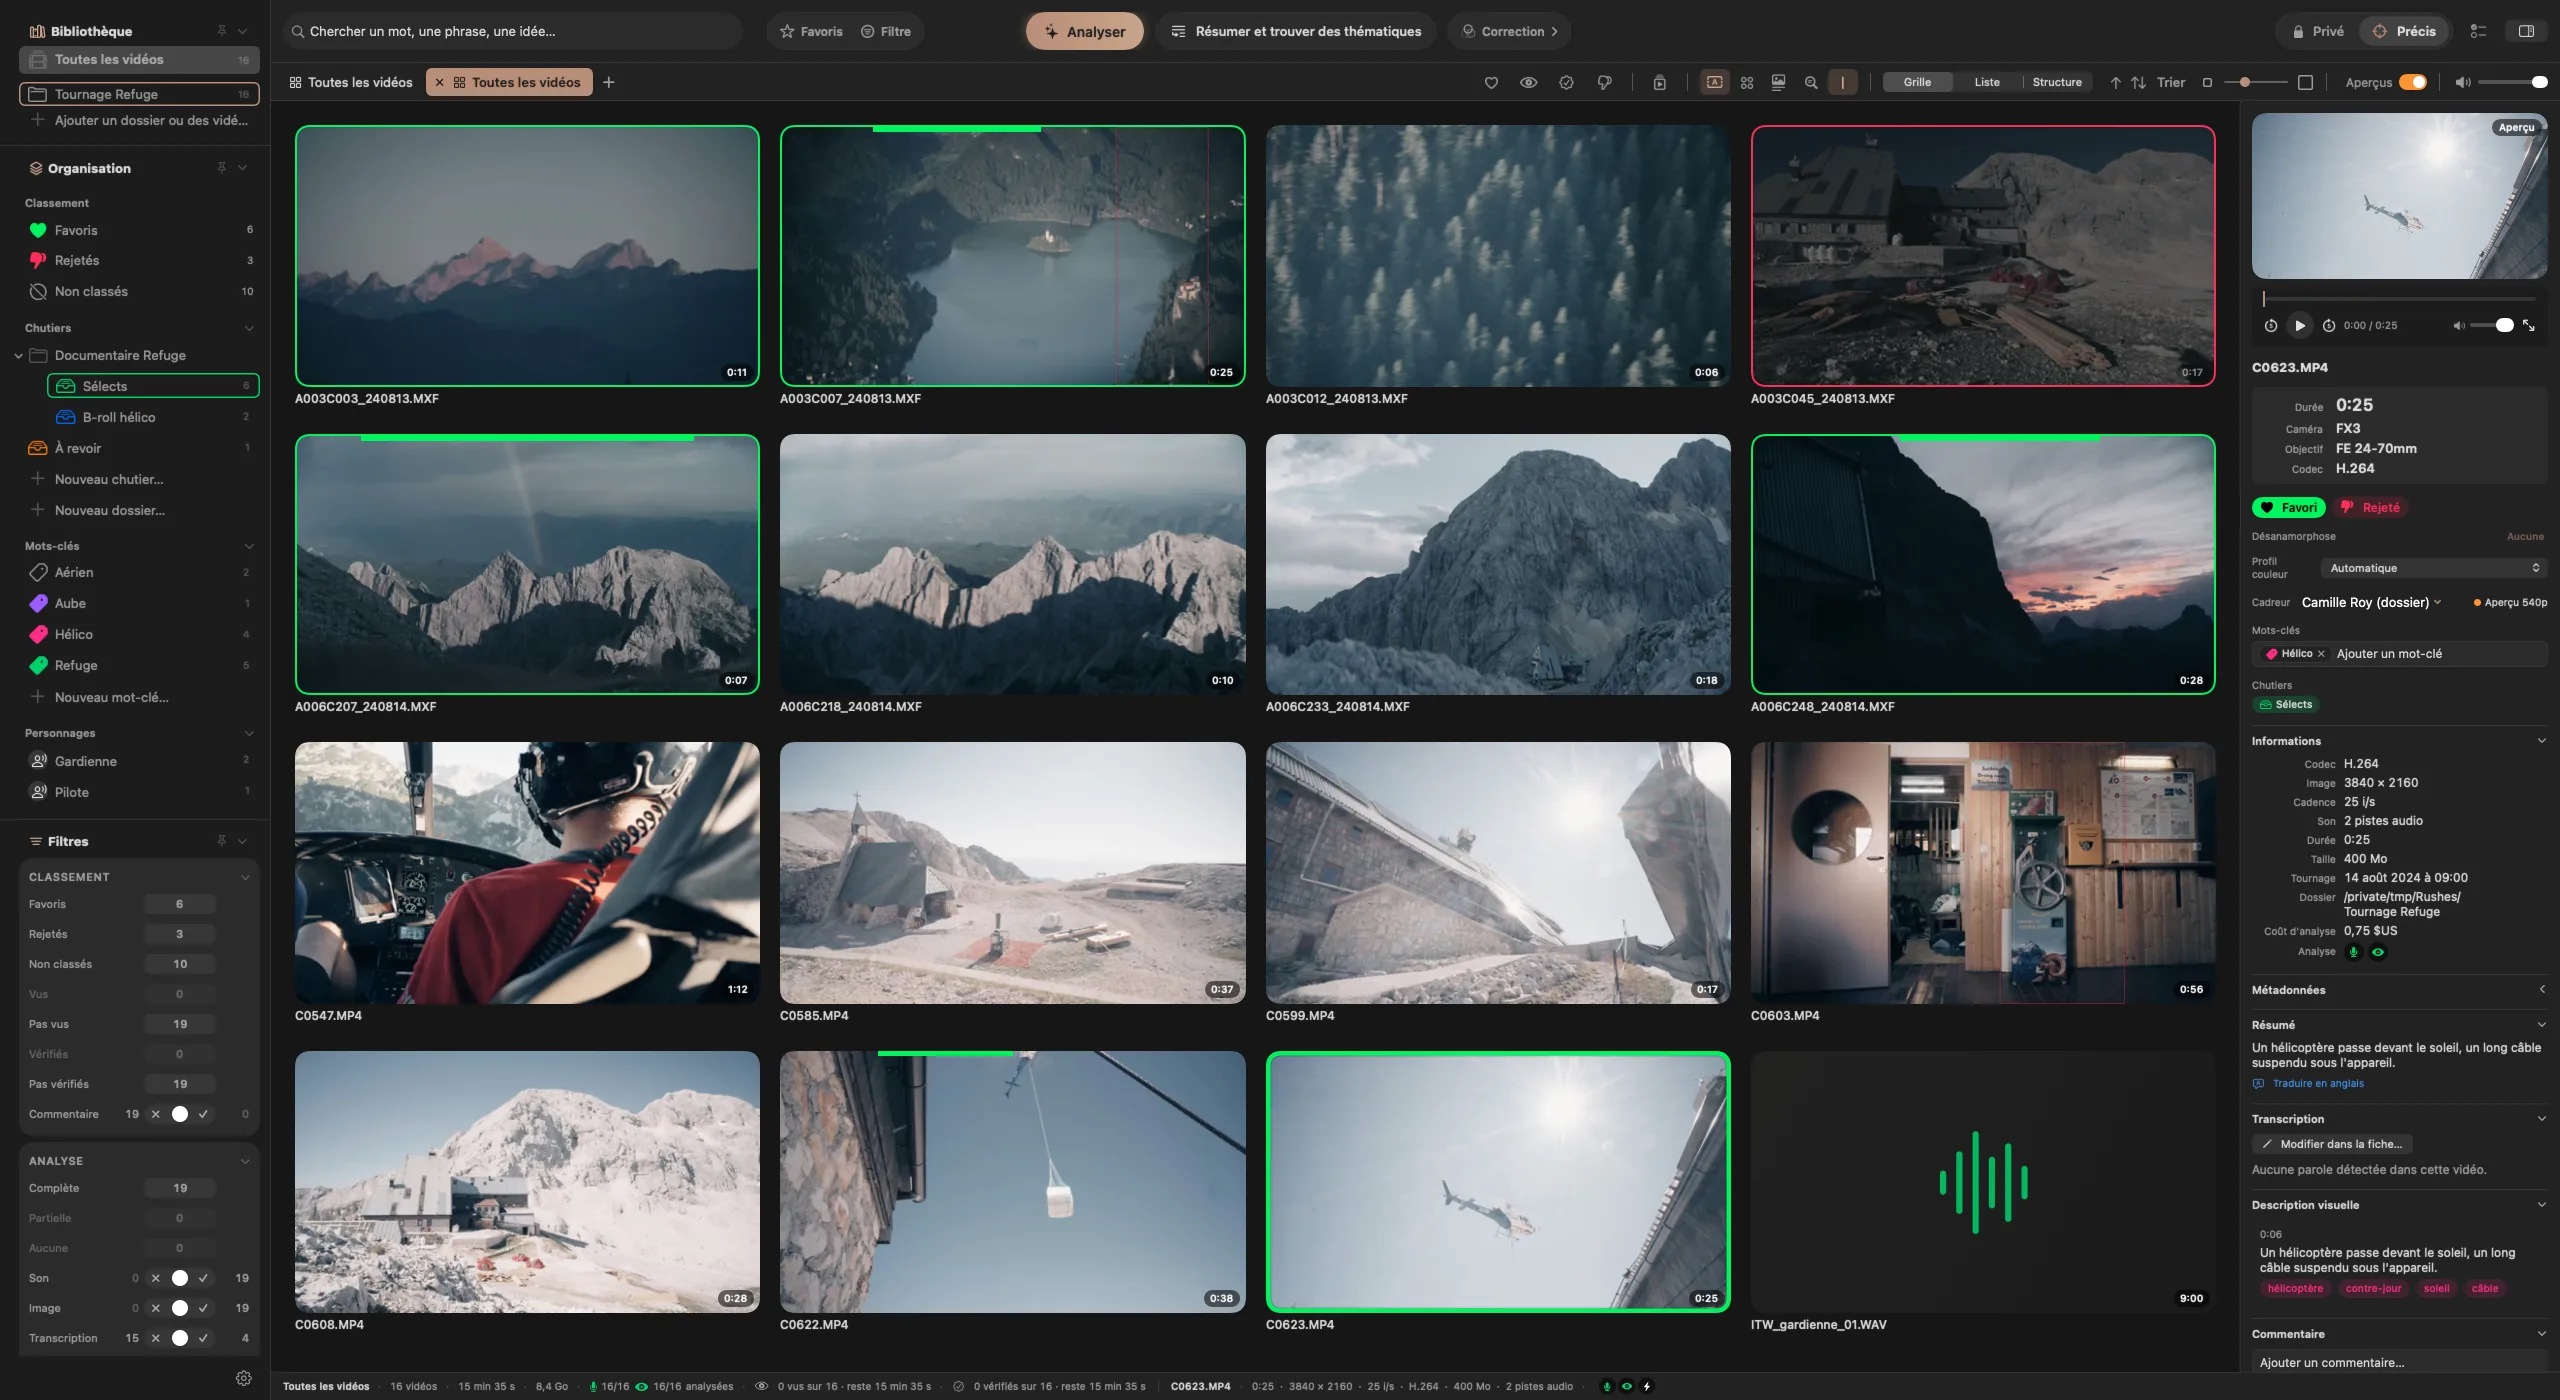 Bibliothèque
Toutes les vidéos 16
Tournage Refuge 16
Ajouter un dossier ou des vidé...
Organisation
Classement
Favoris 6
Rejetés 3
Non classés 10
Chutiers
Documentaire Refuge
Sélects 6
B-roll hélico 2
À revoir 1
Nouveau chutier...
Nouveau dossier...
Mots-clés
Aérien 2
Aube 1
Hélico 4
Refuge 5
Nouveau mot-clé...
Personnages
Gardienne 2
Pilote 1
Filtres
CLASSEMENT
Favoris 6
Rejetés 3
Non classés 10
Vus 0
Pas vus 19
Vérifiés 0
Pas vérifiés 19
Commentaire 19 0
ANALYSE
Complète 19
Partielle 0
Aucune 0
Son 0 19
Image 0 19
Transcription 15 4
Chercher un mot, une phrase, une idée...
Favoris Filtre
Analyser
Résumer et trouver des thématiques
Correction
Privé Précis
Toutes les vidéos
Toutes les vidéos
Grille Liste Structure
Trier
Aperçus
0:11
A003C003_240813.MXF
0:25
A003C007_240813.MXF
0:06
A003C012_240813.MXF
0:17
A003C045_240813.MXF
0:07
A006C207_240814.MXF
0:10
A006C218_240814.MXF
0:18
A006C233_240814.MXF
0:28
A006C248_240814.MXF
1:12
C0547.MP4
0:37
C0585.MP4
0:17
C0599.MP4
0:56
C0603.MP4
0:28
C0608.MP4
0:38
C0622.MP4
0:25
C0623.MP4
9:00
ITW_gardienne_01.WAV
Aperçu
0:00 / 0:25
C0623.MP4
Durée 0:25
Caméra FX3
Objectif FE 24-70mm
Codec H.264
Favori Rejeté
Désanamorphose Aucune
Profil couleur Automatique
Cadreur Camille Roy (dossier) Aperçu 540p
Mots-clés
Hélico Ajouter un mot-clé
Chutiers
Sélects
Informations
Codec H.264
Image 3840 × 2160
Cadence 25 i/s
Son 2 pistes audio
Durée 0:25
Taille 400 Mo
Tournage 14 août 2024 à 09:00
Dossier /private/tmp/Rushes/
Tournage Refuge
Coût d'analyse 0,75 $US
Analyse
Métadonnées
Résumé
Un hélicoptère passe devant le soleil, un long câble
suspendu sous l'appareil.
Traduire en anglais
Transcription
Modifier dans la fiche...
Aucune parole détectée dans cette vidéo.
Description visuelle
0:06
Un hélicoptère passe devant le soleil, un long
câble suspendu sous l'appareil.
hélicoptère contre-jour soleil câble
Commentaire
Ajouter un commentaire...
Toutes les vidéos · 16 vidéos · 15 min 35 s · 8,4 Go · 16/16 16/16 analysées · 0 vus sur 16 · reste 15 min 35 s · 0 vérifiés sur 16 · reste 15 min 35 s
C0623.MP4 · 0:25 · 3840 × 2160 · 25 i/s · H.264 · 400 Mo · 2 pistes audio